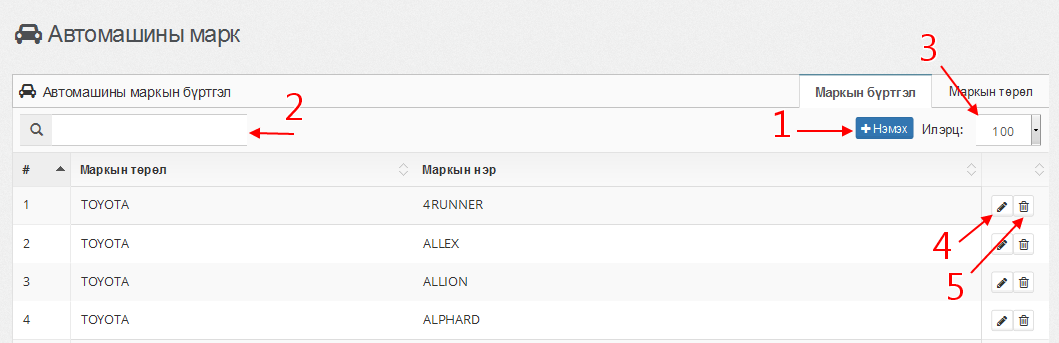 Автомашины марк
3
Автомашины маркын бүртгэл
Маркын бүртгэл
Маркын төрөл
2
1
Нэмэх
Илэрц:
100
# Маркын төрөл Маркын нэр
1 TOYOTA 4RUNNER
2 TOYOTA ALLEX
4
3 TOYOTA ALLION
5
4 TOYOTA ALPHARD